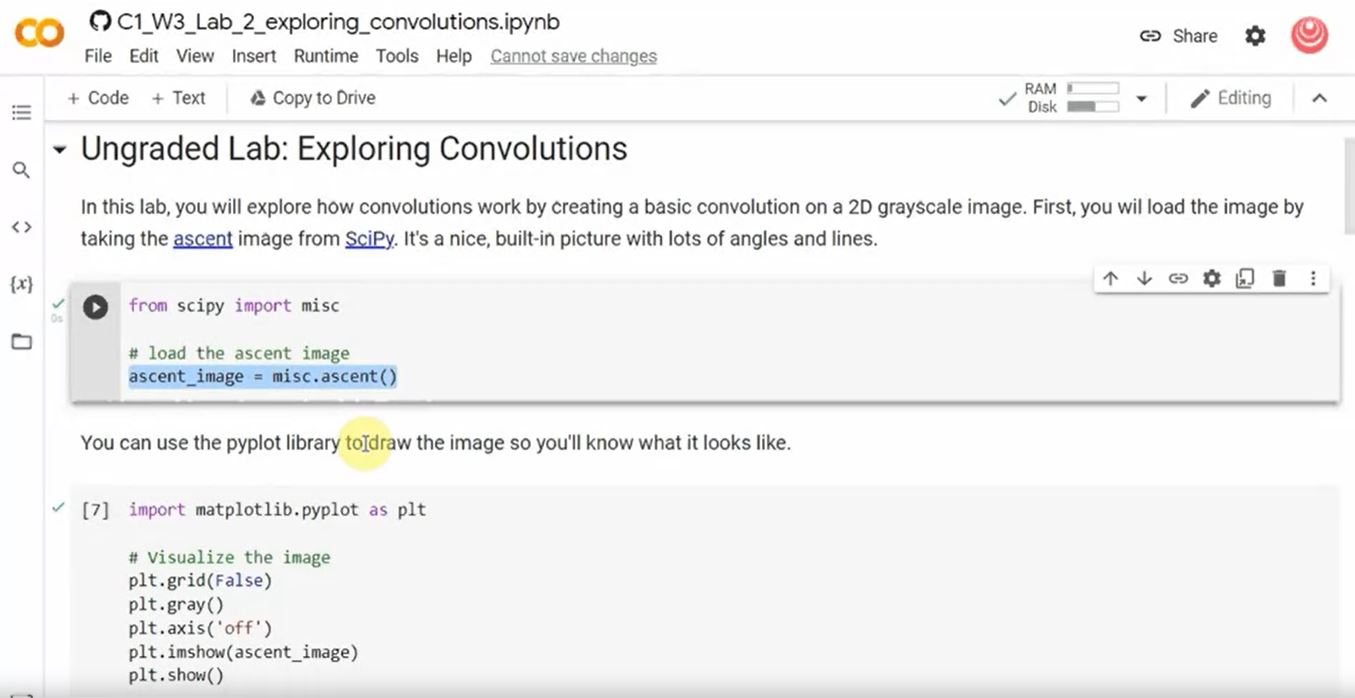 C1_W3_Lab_2_exploring_convolutions.ipynb
Share
File Edit View Insert Runtime Tools Help Cannot save changes
+ Code + Text Copy to Drive
RAM
Disk
Editing
Ungraded Lab: Exploring Convolutions
In this lab, you will explore how convolutions work by creating a basic convolution on a 2D grayscale image. First, you wil load the image by
taking the ascent image from SciPy. It's a nice, built-in picture with lots of angles and lines.
{x}
0s
from scipy import misc
# load the ascent image
ascent_image = misc.ascent()
You can use the pyplot library to draw the image so you'll know what it looks like.
[7] import matplotlib.pyplot as plt
# Visualize the image
plt.grid(False)
plt.gray()
plt.axis('off')
plt.imshow(ascent_image)
plt.show()